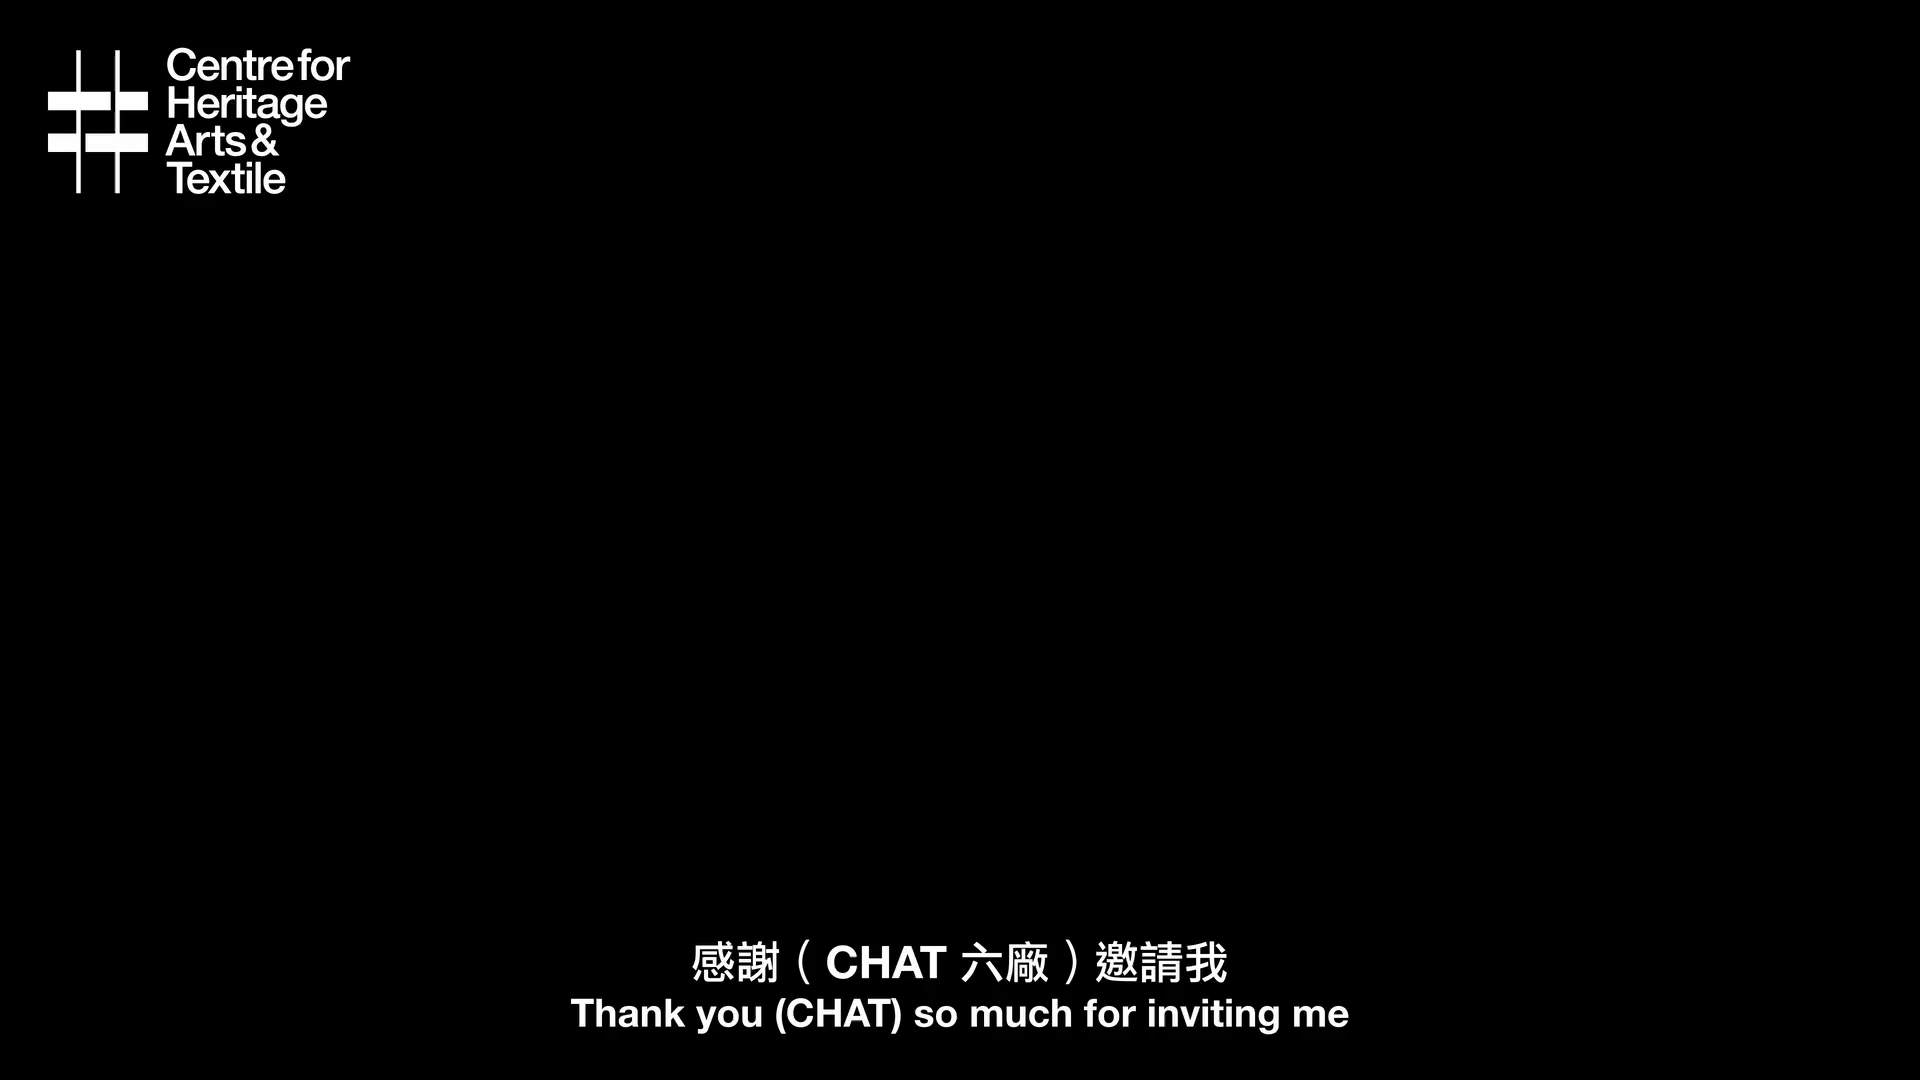 Centre for
Heritage
Arts &
Textile
感謝（CHAT 六廠）邀請我
Thank you (CHAT) so much for inviting me